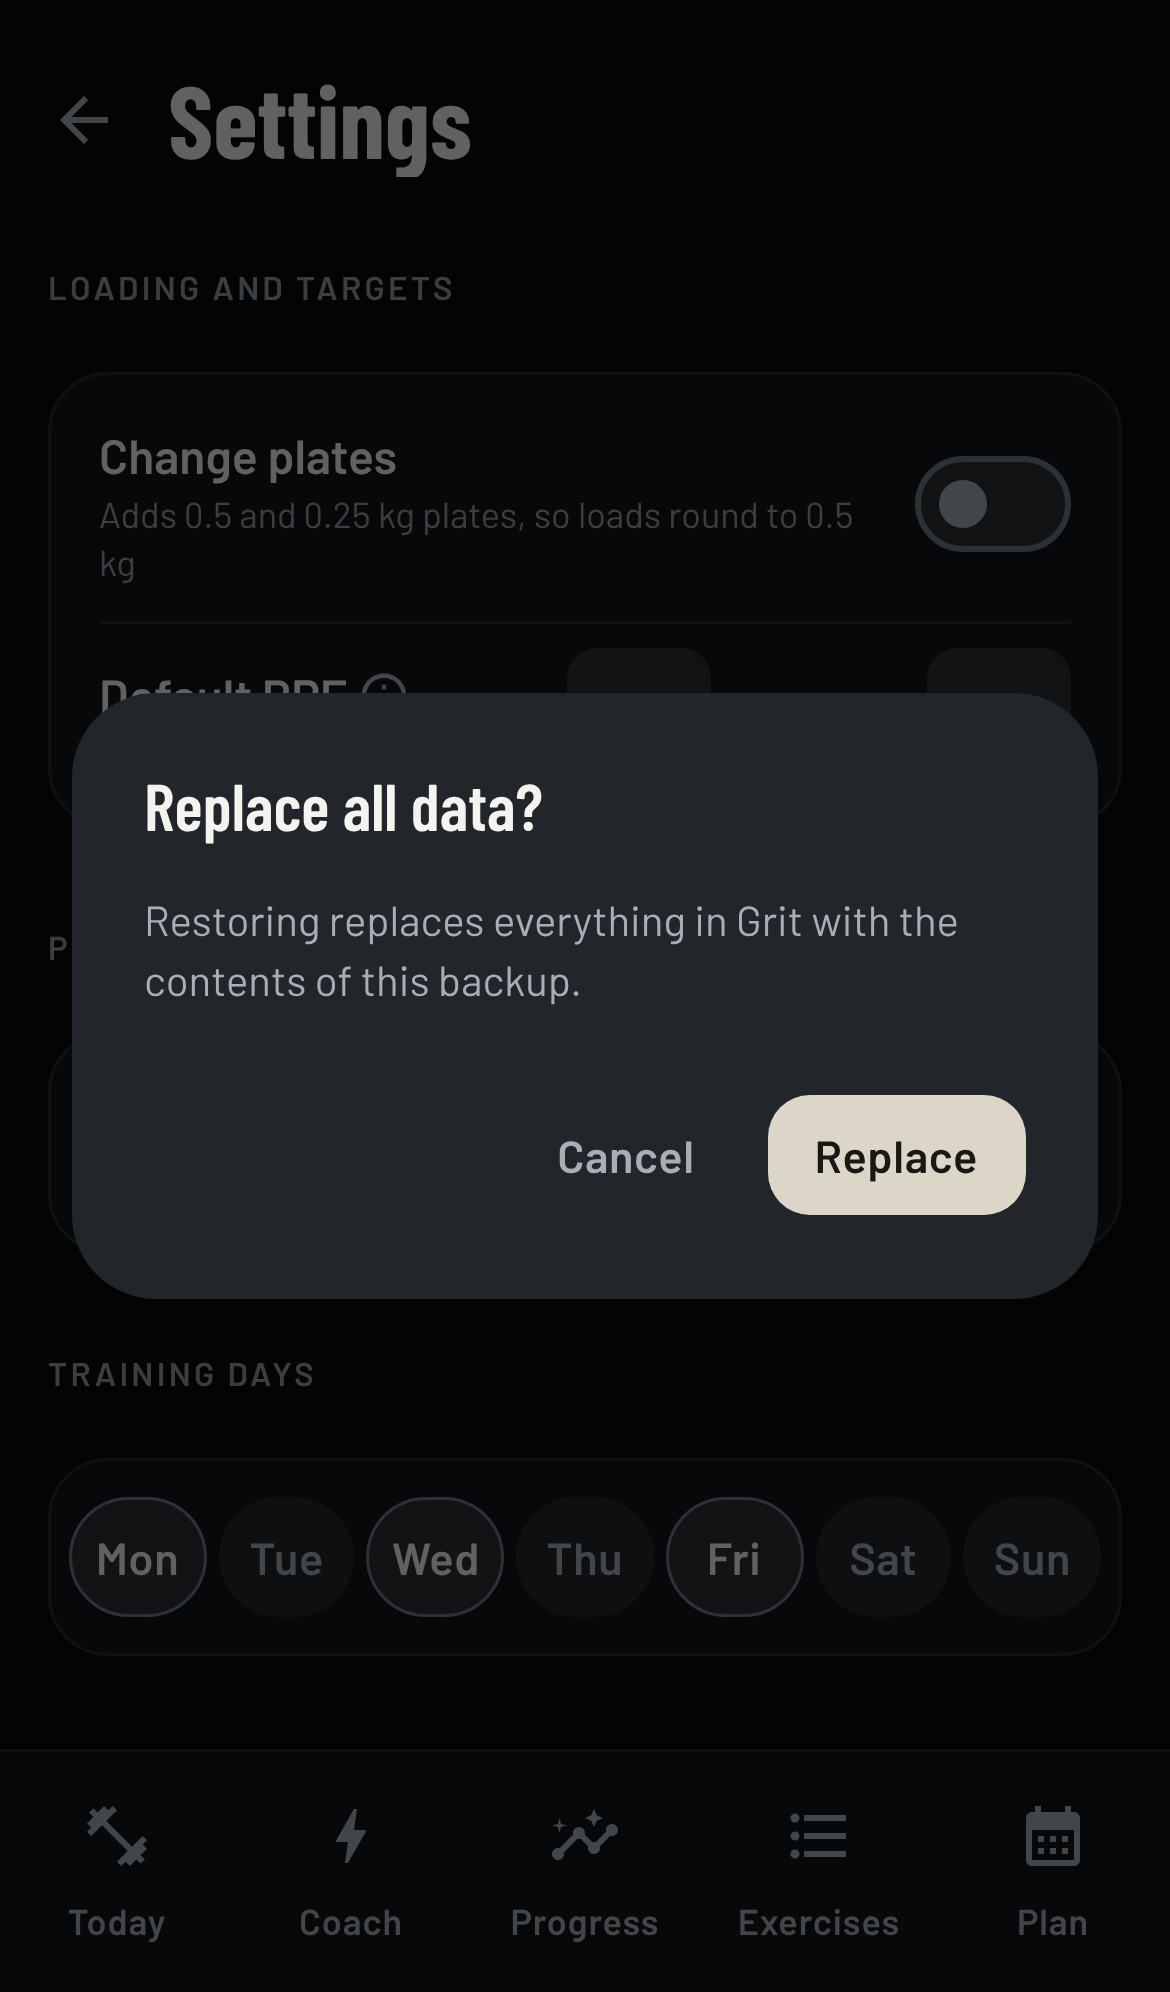 Settings
LOADING AND TARGETS
Change plates
Adds 0.5 and 0.25 kg plates, so loads round to 0.5
kg
Default RPE
Replace all data?
Restoring replaces everything in Grit with the
contents of this backup.
Cancel
Replace
P
TRAINING DAYS
Mon Tue Wed Thu Fri Sat Sun
Today Coach Progress Exercises Plan